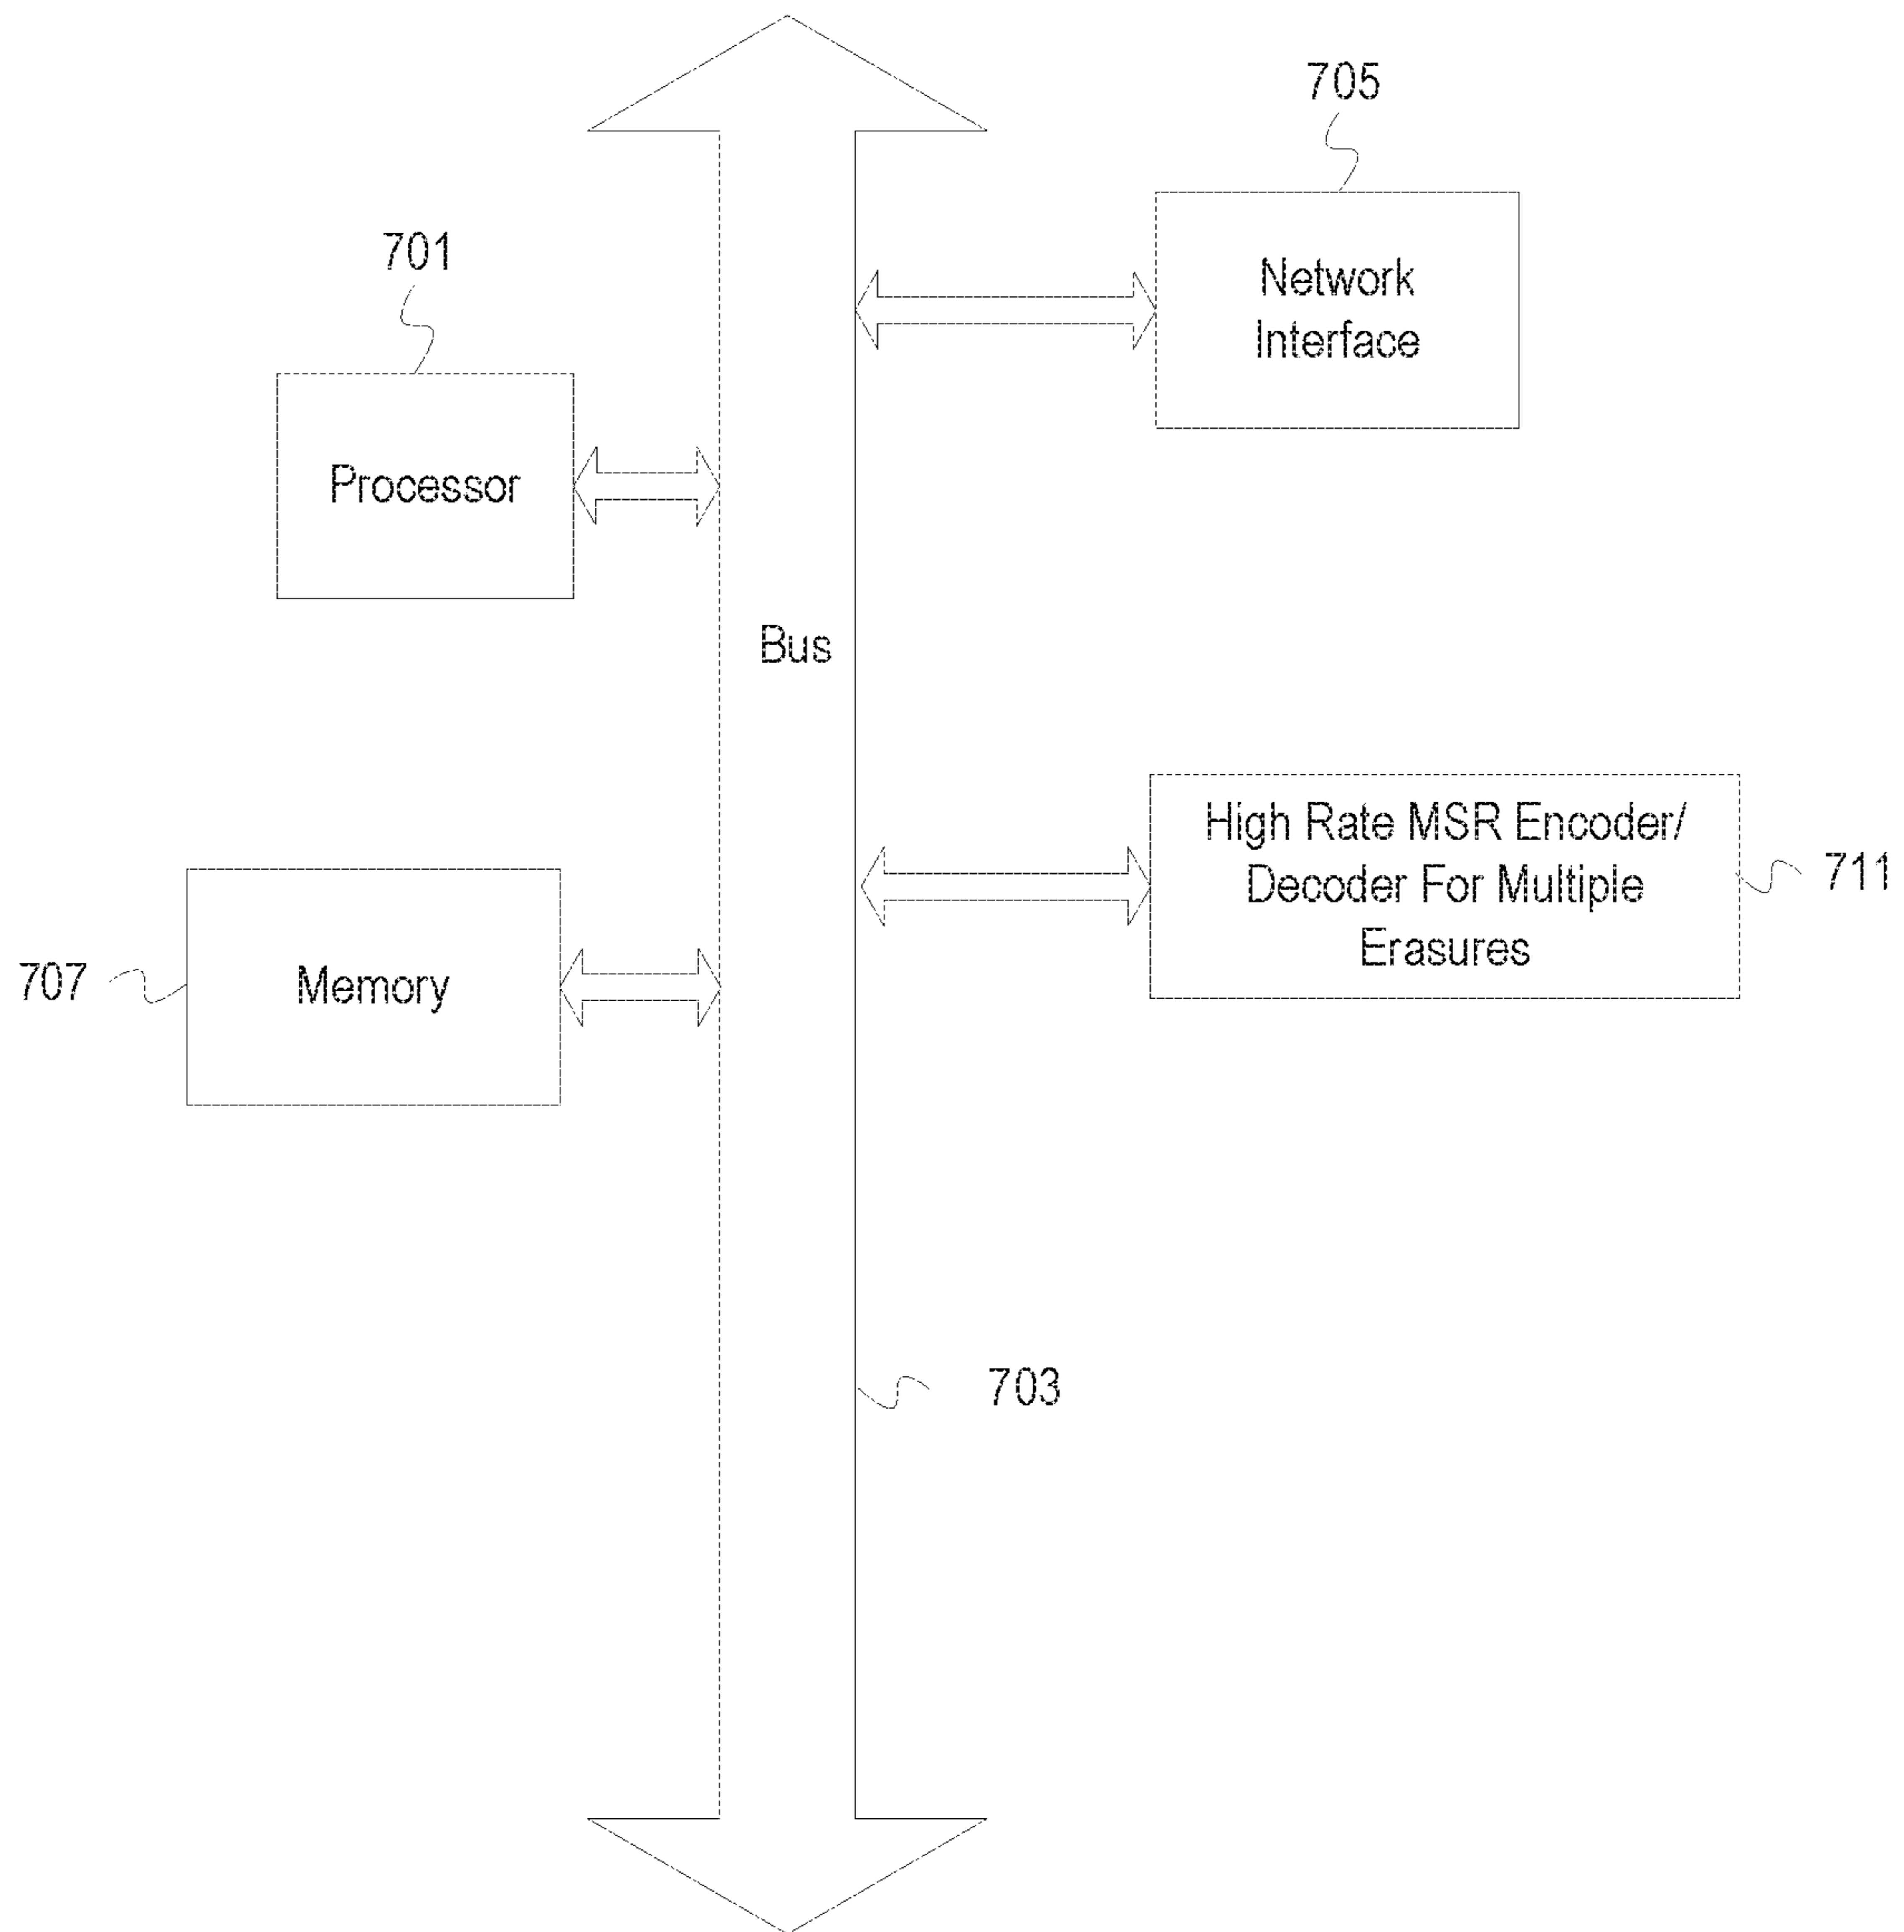 705
Network
Interface
701
Processor
Bus
High Rate MSR Encoder/
Decoder For Multiple
Erasures
711
707
Memory
703